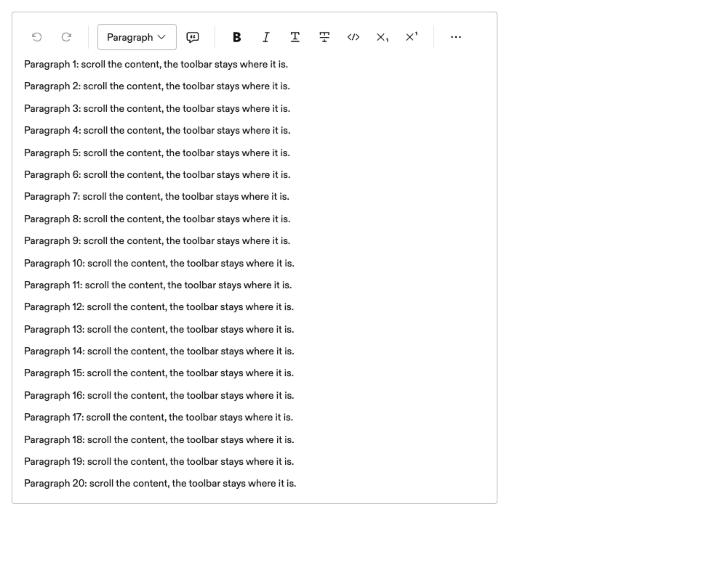 Paragraph
B I T T </> X₁ X¹ ...
Paragraph 1: scroll the content, the toolbar stays where it is.
Paragraph 2: scroll the content, the toolbar stays where it is.
Paragraph 3: scroll the content, the toolbar stays where it is.
Paragraph 4: scroll the content, the toolbar stays where it is.
Paragraph 5: scroll the content, the toolbar stays where it is.
Paragraph 6: scroll the content, the toolbar stays where it is.
Paragraph 7: scroll the content, the toolbar stays where it is.
Paragraph 8: scroll the content, the toolbar stays where it is.
Paragraph 9: scroll the content, the toolbar stays where it is.
Paragraph 10: scroll the content, the toolbar stays where it is.
Paragraph 11: scroll the content, the toolbar stays where it is.
Paragraph 12: scroll the content, the toolbar stays where it is.
Paragraph 13: scroll the content, the toolbar stays where it is.
Paragraph 14: scroll the content, the toolbar stays where it is.
Paragraph 15: scroll the content, the toolbar stays where it is.
Paragraph 16: scroll the content, the toolbar stays where it is.
Paragraph 17: scroll the content, the toolbar stays where it is.
Paragraph 18: scroll the content, the toolbar stays where it is.
Paragraph 19: scroll the content, the toolbar stays where it is.
Paragraph 20: scroll the content, the toolbar stays where it is.